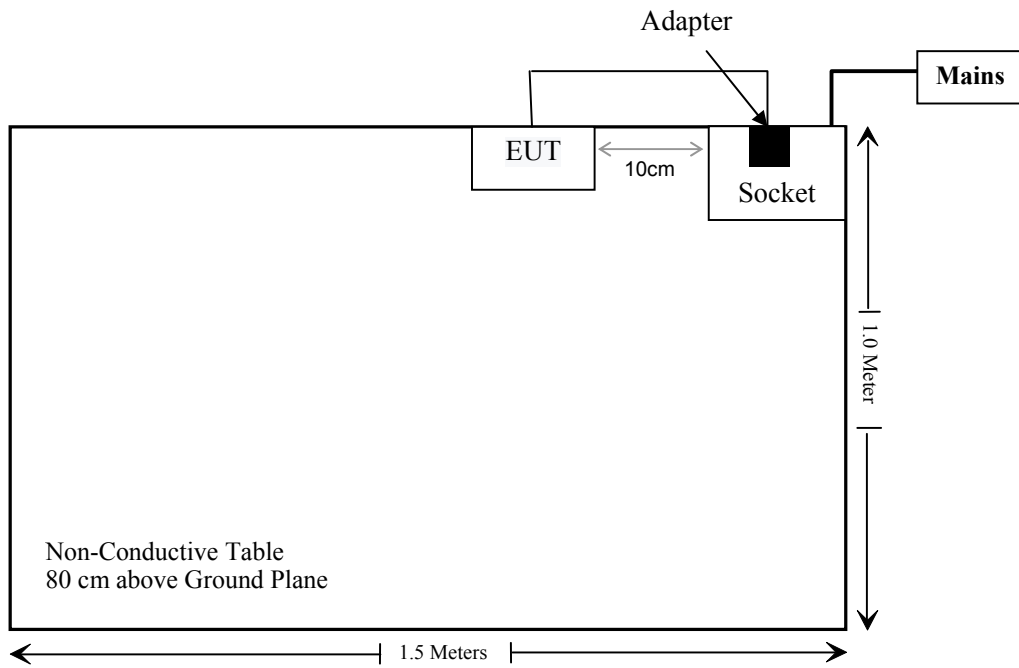 Adapter
Mains
EUT
10cm
Socket
1.0 Meter
Non-Conductive Table
80 cm above Ground Plane
1.5 Meters